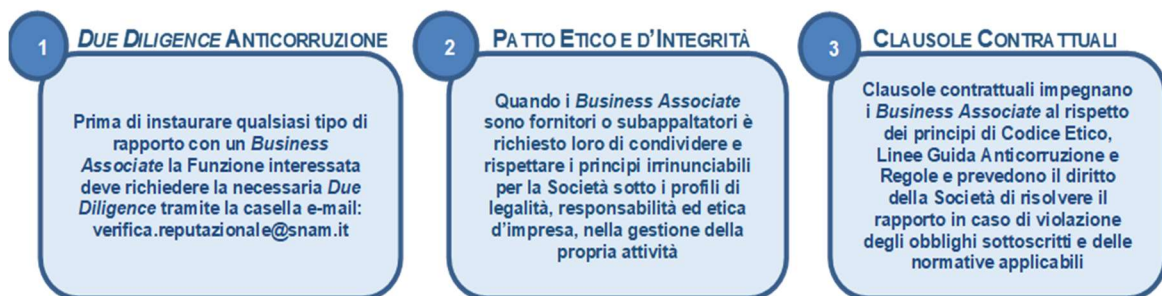 1
DUE DILIGENCE ANTICORRUZIONE
Prima di instaurare qualsiasi tipo di
rapporto con un Business
Associate la Funzione interessata
deve richiedere la necessaria Due
Diligence tramite la casella e-mail:
verifica.reputazionale@snam.it
2
PATTO ETICO E D’INTEGRITÀ
Quando i Business Associate
sono fornitori o subappaltatori è
richiesto loro di condividere e
rispettare i principi irrinunciabili
per la Società sotto i profili di
legalità, responsabilità ed etica
d’impresa, nella gestione della
propria attività
3
CLAUSOLE CONTRATTUALI
Clausole contrattuali impegnano
i Business Associate al rispetto
dei principi di Codice Etico,
Linee Guida Anticorruzione e
Regole e prevedono il diritto
della Società di risolvere il
rapporto in caso di violazione
degli obblighi sottoscritti e delle
normative applicabili